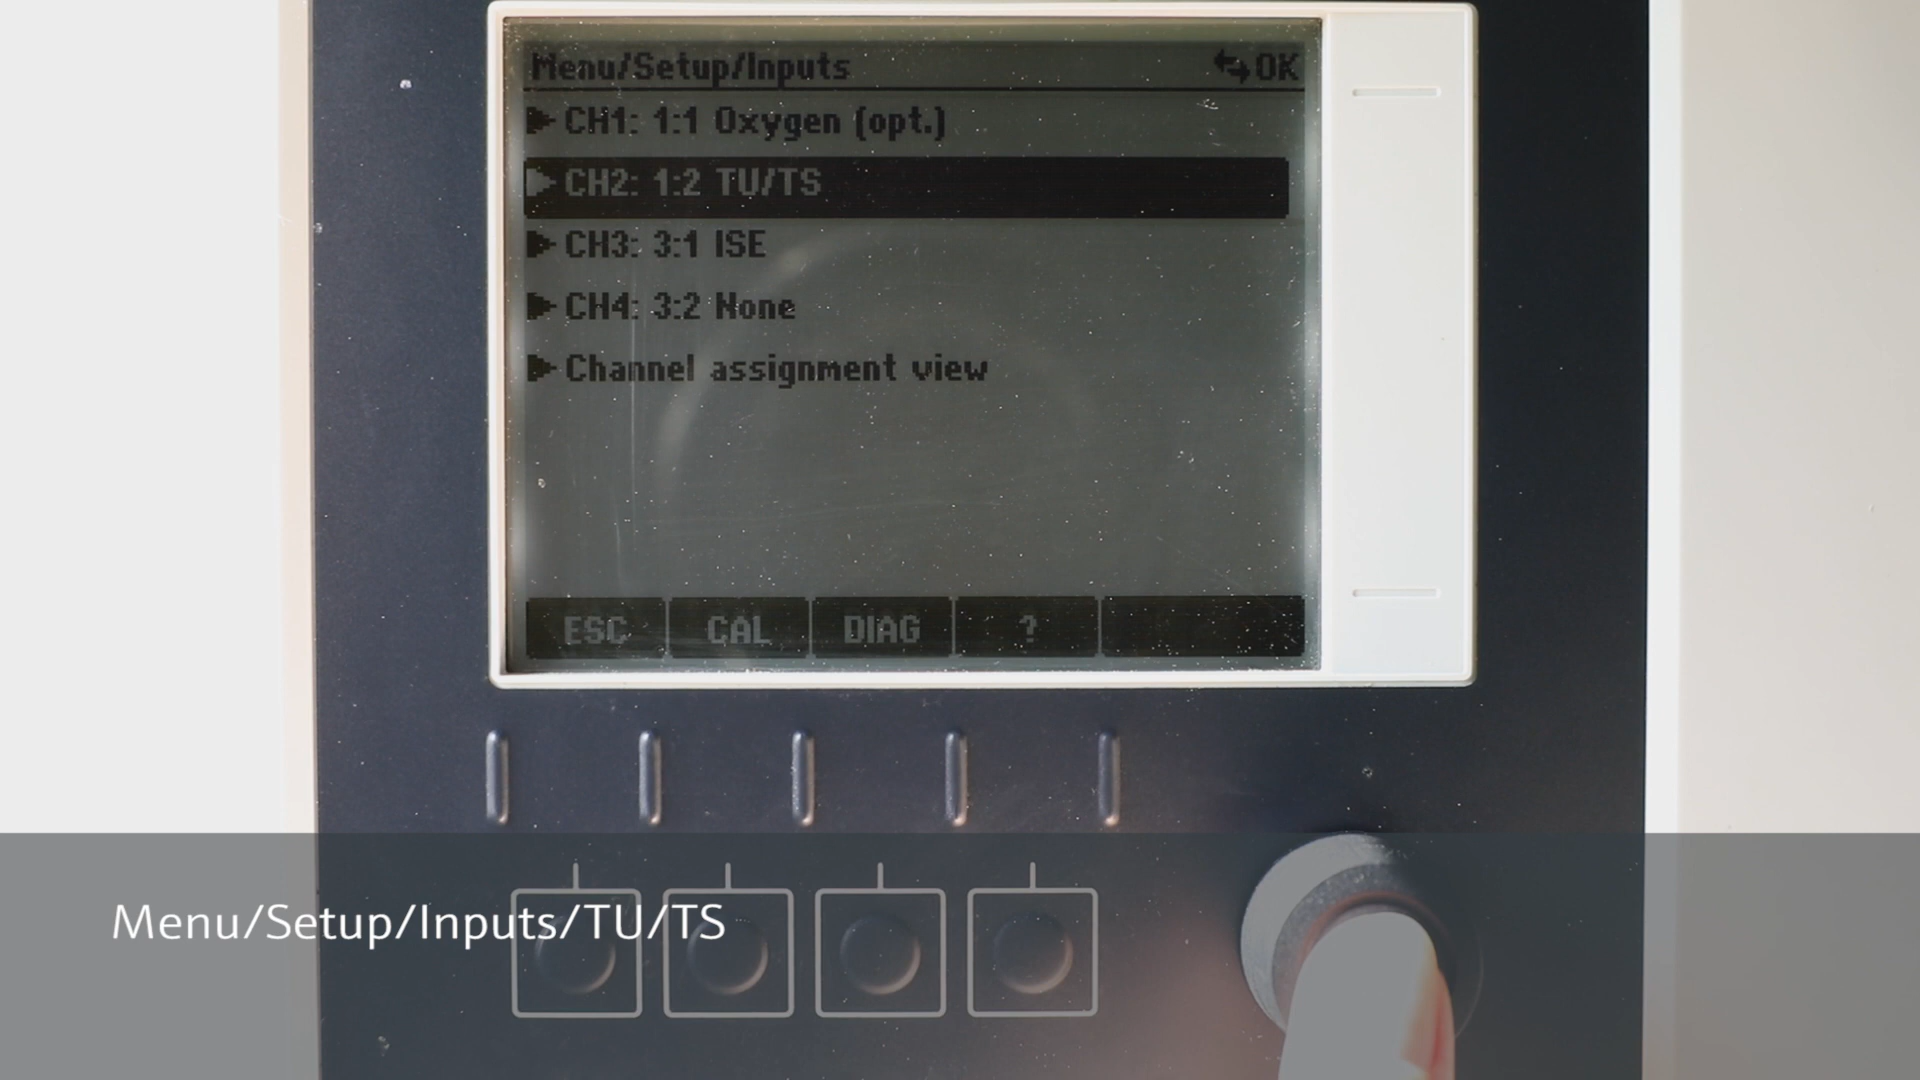 Menu/Setup/Inputs OK
CH1: 1:1 Oxygen (opt.)
CH2: 1:2 TU/TS
CH3: 3:1 ISE
CH4: 3:2 None
Channel assignment view
ESC CAL DIAG ?
Menu/Setup/Inputs/TU/TS